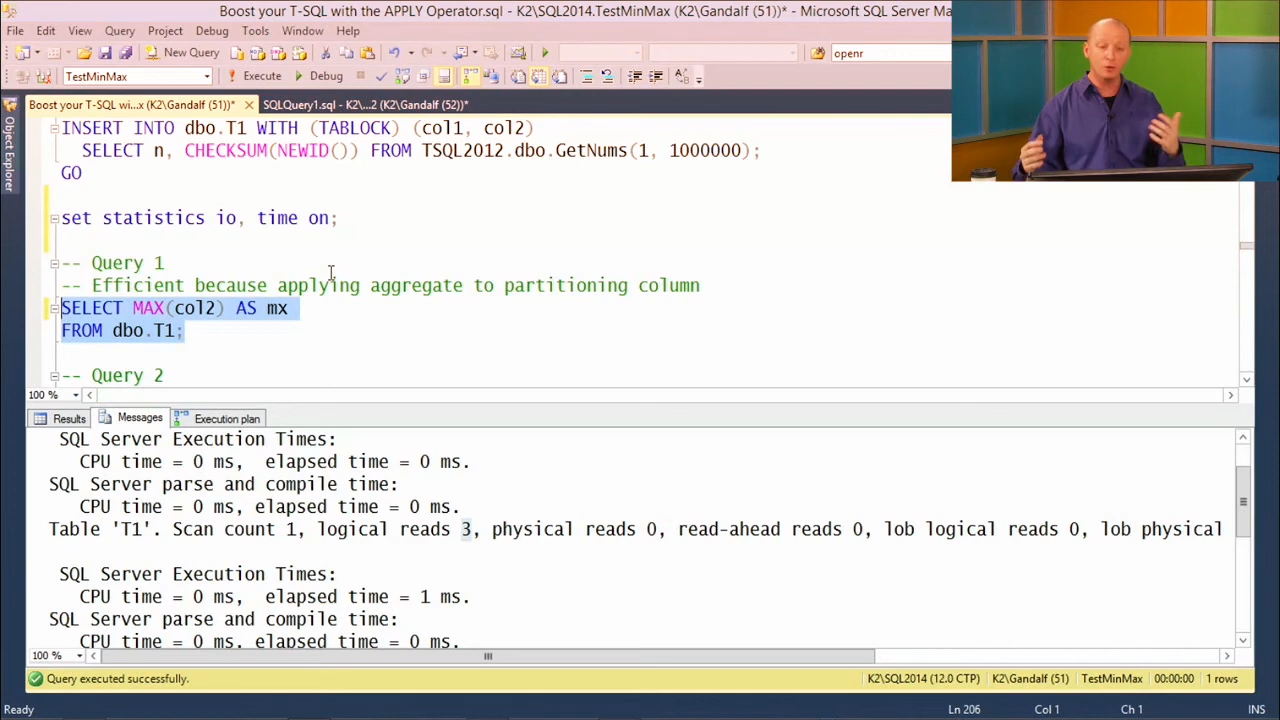 Boost your T-SQL with the APPLY Operator.sql - K2\SQL2014.TestMinMax (K2\Gandalf (51))* - Microsoft SQL Server Ma
File Edit View Query Project Debug Tools Window Help
New Query
openr
TestMinMax
Execute
Debug
Boost your T-SQL wi...x (K2\Gandalf (51))*
SQLQuery1.sql - K2\...2 (K2\Gandalf (52))*
Object Explorer
INSERT INTO dbo.T1 WITH (TABLOCK) (col1, col2)
SELECT n, CHECKSUM(NEWID()) FROM TSQL2012.dbo.GetNums(1, 1000000);
GO
set statistics io, time on;
-- Query 1
-- Efficient because applying aggregate to partitioning column
SELECT MAX(col2) AS mx
FROM dbo.T1;
-- Query 2
100 %
Results Messages Execution plan
SQL Server Execution Times:
CPU time = 0 ms, elapsed time = 0 ms.
SQL Server parse and compile time:
CPU time = 0 ms, elapsed time = 0 ms.
Table 'T1'. Scan count 1, logical reads 3, physical reads 0, read-ahead reads 0, lob logical reads 0, lob physical
SQL Server Execution Times:
CPU time = 0 ms, elapsed time = 1 ms.
SQL Server parse and compile time:
CPU time = 0 ms, elapsed time = 0 ms.
100 %
Query executed successfully.
K2\SQL2014 (12.0 CTP) K2\Gandalf (51) TestMinMax 00:00:00 1 rows
Ready
Ln 206 Col 1 Ch 1 INS